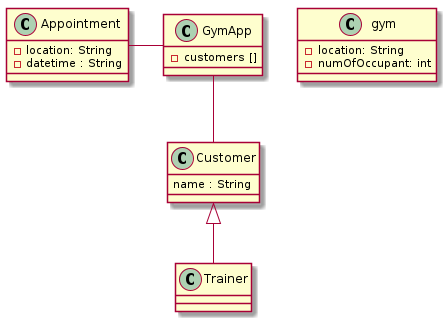 C Appointment
location: String
datetime : String
C GymApp
customers []
C gym
location: String
numOfOccupant: int
C Customer
name : String
C Trainer